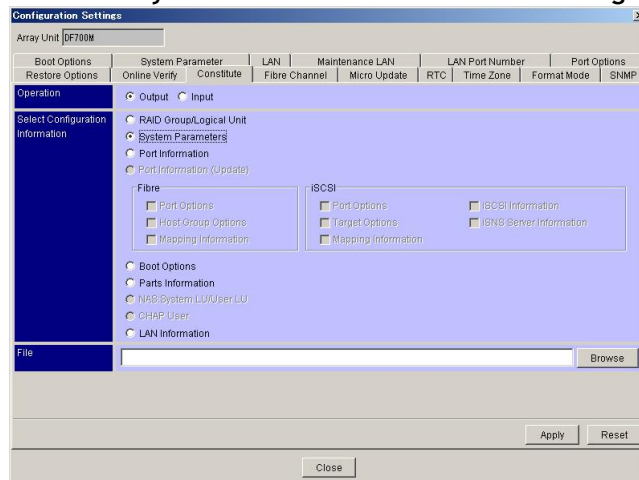 Configuration Settings
Array Unit DF700M
Boot Options System Parameter LAN Maintenance LAN LAN Port Number Port Options
Restore Options Online Verify Constitute Fibre Channel Micro Update RTC Time Zone Format Mode SNMP
Operation
Output Input
Select Configuration Information
RAID Group/Logical Unit
System Parameters
Port Information
Port Information (Update)
Fibre iSCSI
Port Options Port Options iSCSI Information
Host Group Options Target Options iSNS Server Information
Mapping Information Mapping Information
Boot Options
Parts Information
NAS:System LU/User LU
CHAP User
LAN Information
File Browse
Apply Reset
Close